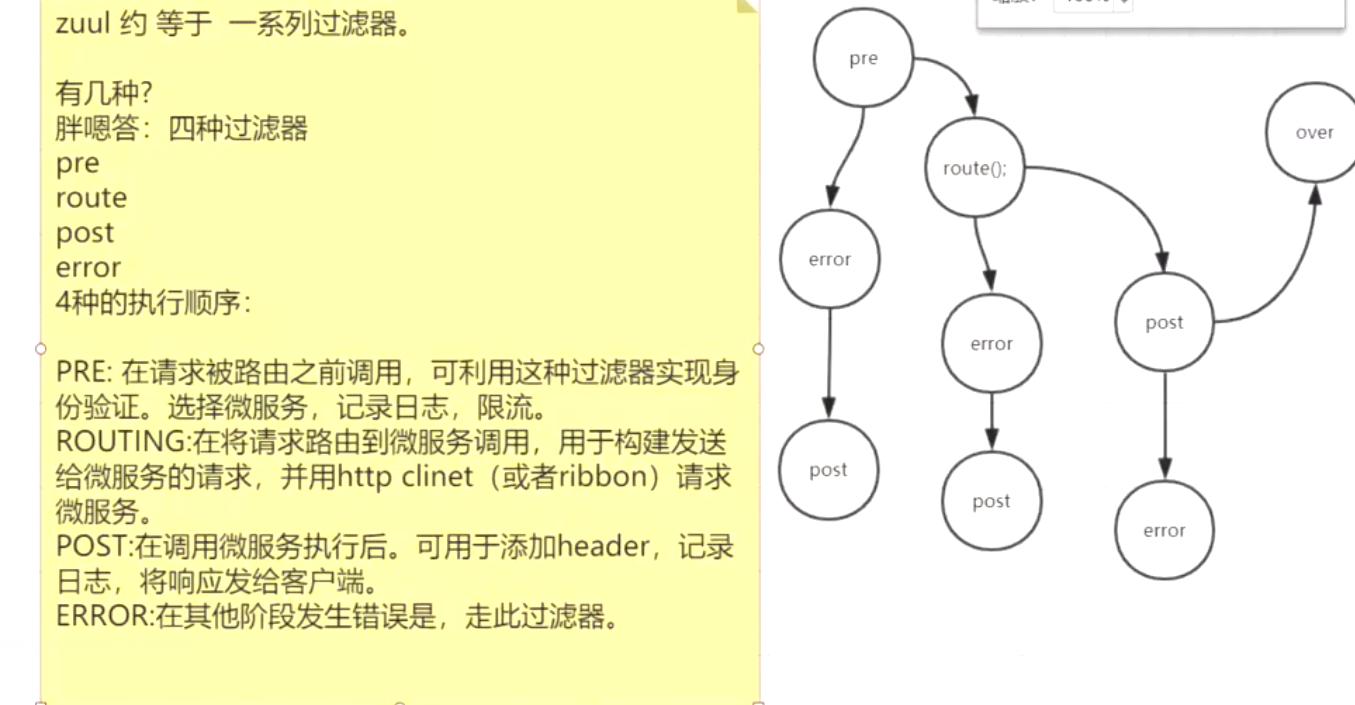 zuul 约 等于 一系列过滤器。
有几种?
胖嗯答：四种过滤器
pre
route
post
error
4种的执行顺序：
PRE: 在请求被路由之前调用，可利用这种过滤器实现身
份验证。选择微服务，记录日志，限流。
ROUTING:在将请求路由到微服务调用，用于构建发送
给微服务的请求，并用http clinet（或者ribbon）请求
微服务。
POST:在调用微服务执行后。可用于添加header，记录
日志，将响应发给客户端。
ERROR:在其他阶段发生错误是，走此过滤器。
pre
over
route();
error
post
error
post
post
error